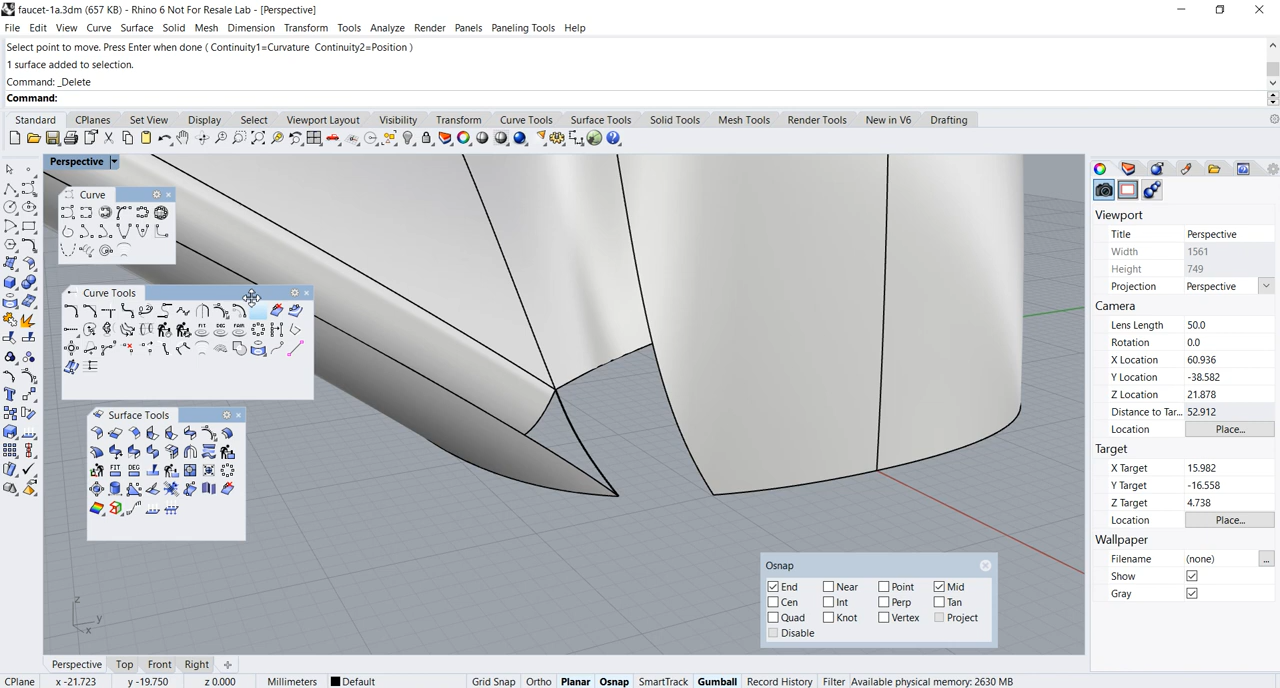 faucet-1a.3dm (657 KB) - Rhino 6 Not For Resale Lab - [Perspective]
File Edit View Curve Surface Solid Mesh Dimension Transform Tools Analyze Render Panels Paneling Tools Help
Select point to move. Press Enter when done ( Continuity1=Curvature Continuity2=Position )
1 surface added to selection.
Command: _Delete
Command:
Standard CPlanes Set View Display Select Viewport Layout Visibility Transform Curve Tools Surface Tools Solid Tools Mesh Tools Render Tools New in V6 Drafting
Perspective
Curve
Curve Tools
Surface Tools
FIT DEG FAIR
FIT DEG
z
y
x
Osnap
End Near Point Mid
Cen Int Perp Tan
Quad Knot Vertex Project
Disable
Viewport
Title Perspective
Width 1561
Height 749
Projection Perspective
Camera
Lens Length 50.0
Rotation 0.0
X Location 60.936
Y Location -38.582
Z Location 21.878
Distance to Tar... 52.912
Location Place...
Target
X Target 15.982
Y Target -16.558
Z Target 4.738
Location Place...
Wallpaper
Filename (none) ...
Show
Gray
Perspective Top Front Right
CPlane x -21.723 y -19.750 z 0.000 Millimeters Default Grid Snap Ortho Planar Osnap SmartTrack Gumball Record History Filter Available physical memory: 2630 MB